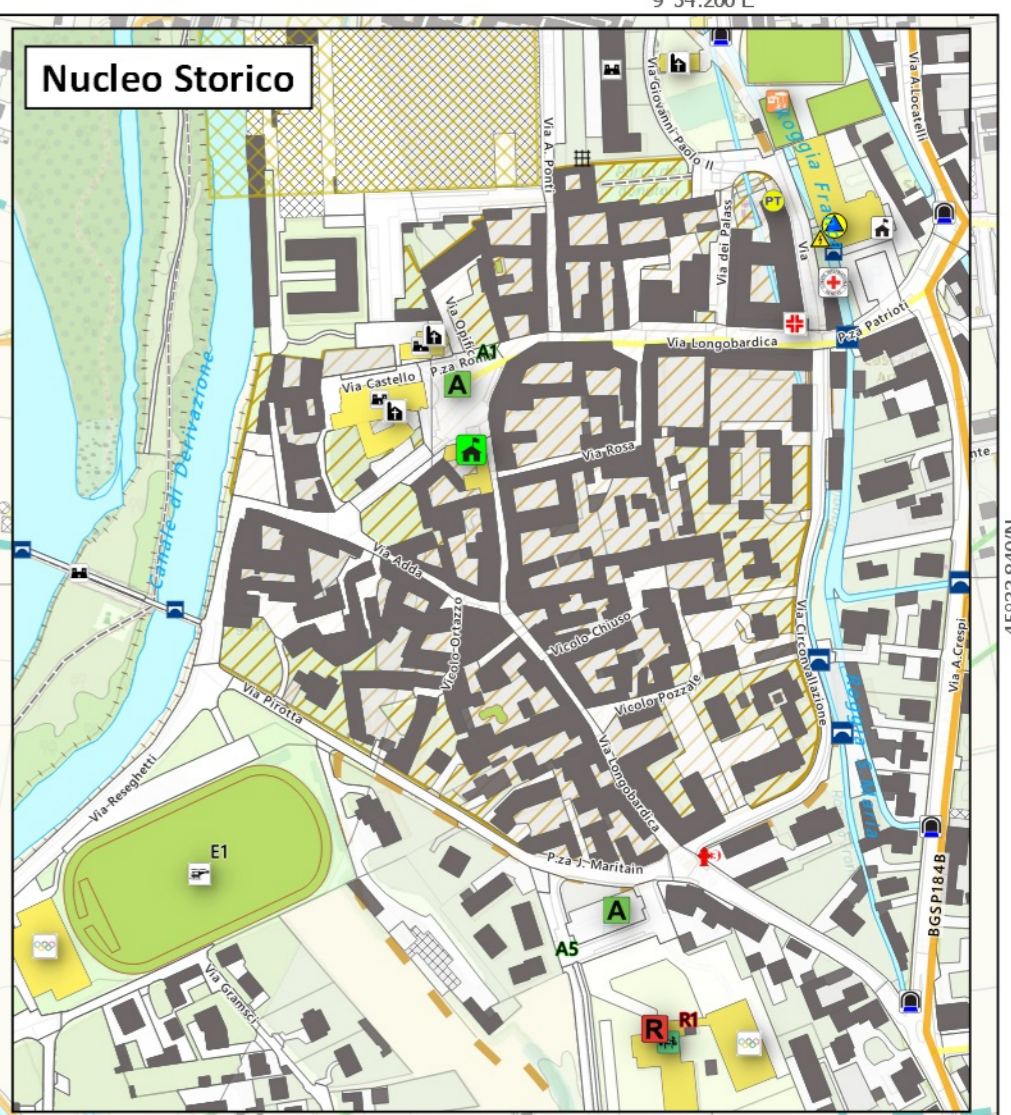 9°34.200'E
Nucleo Storico
Via Giovanni Paolo II
Via A.Locatelli
Via A. Ponti
Roggia
PT
Via dei Palass
Via
Via Opific
P.za Patrioti
Via Longobardica
A1
P.za Rom
Via Castello
A
Canale di Derivazione
Via Rosa
Via Adda
Vicolo Ortazzo
Vicolo Chiuso
Via Circonvallazione
Via A.Crespi
Vicolo Pozzale
Via Pirotta
Roggia
Via Longobardica
Via Reseghetti
E1
P.za J. Maritain
BGSP184B
A
A5
Via Gramsci
R
R1